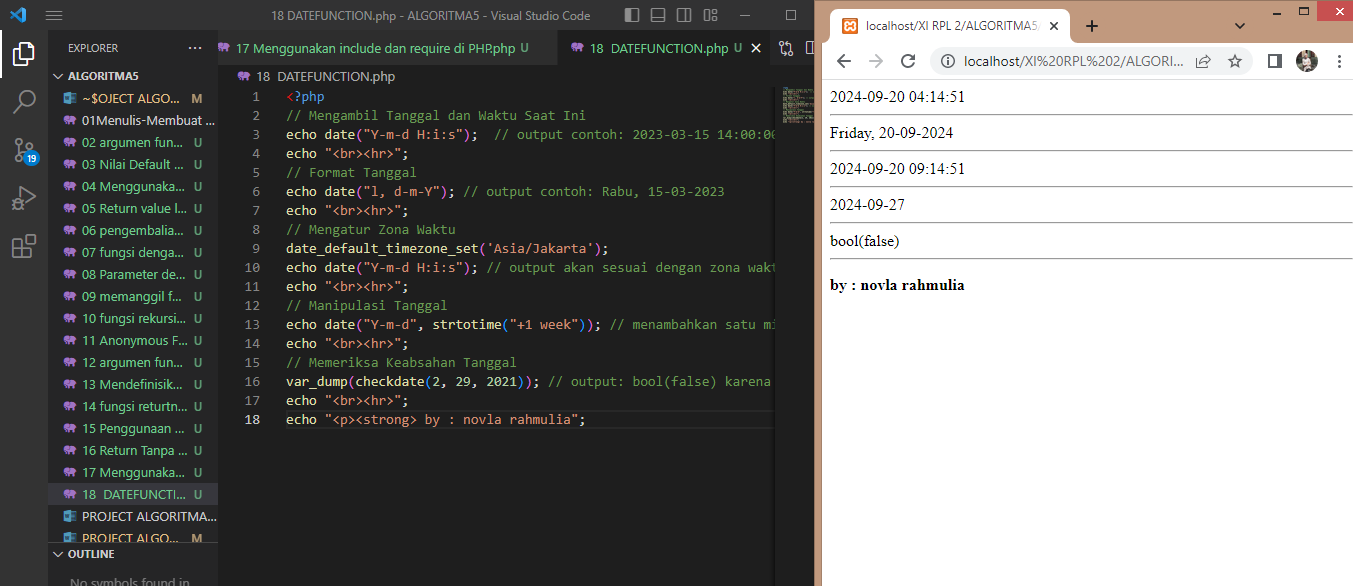 18 DATEFUNCTION.php - ALGORITMA5 - Visual Studio Code
EXPLORER
ALGORITMA5
~$OJECT ALGO... M
01Menulis-Membuat ...
02 argumen fun... U
03 Nilai Default ... U
04 Menggunaka... U
05 Return value l... U
06 pengembalia... U
07 fungsi denga... U
08 Parameter de... U
09 memanggil f... U
10 fungsi rekursi... U
11 Anonymous F... U
12 argumen fun... U
13 Mendefinisik... U
14 fungsi returtn... U
15 Penggunaan ... U
16 Return Tanpa ... U
17 Menggunaka... U
18 DATEFUNCTI... U
PROJECT ALGORITMA...
PROJECT ALGO... M
OUTLINE
No symbols found in
19
17 Menggunakan include dan require di PHP.php U
18 DATEFUNCTION.php U
18 DATEFUNCTION.php
1 <?php
2 // Mengambil Tanggal dan Waktu Saat Ini
3 echo date("Y-m-d H:i:s"); // output contoh: 2023-03-15 14:00:00
4 echo "<br><hr>";
5 // Format Tanggal
6 echo date("l, d-m-Y"); // output contoh: Rabu, 15-03-2023
7 echo "<br><hr>";
8 // Mengatur Zona Waktu
9 date_default_timezone_set('Asia/Jakarta');
10 echo date("Y-m-d H:i:s"); // output akan sesuai dengan zona wakt
11 echo "<br><hr>";
12 // Manipulasi Tanggal
13 echo date("Y-m-d", strtotime("+1 week")); // menambahkan satu mi
14 echo "<br><hr>";
15 // Memeriksa Keabsahan Tanggal
16 var_dump(checkdate(2, 29, 2021)); // output: bool(false) karena
17 echo "<br><hr>";
18 echo "<p><strong> by : novla rahmulia";
localhost/XI RPL 2/ALGORITMA5/
localhost/XI%20RPL%202/ALGORI...
2024-09-20 04:14:51
Friday, 20-09-2024
2024-09-20 09:14:51
2024-09-27
bool(false)
by : novla rahmulia